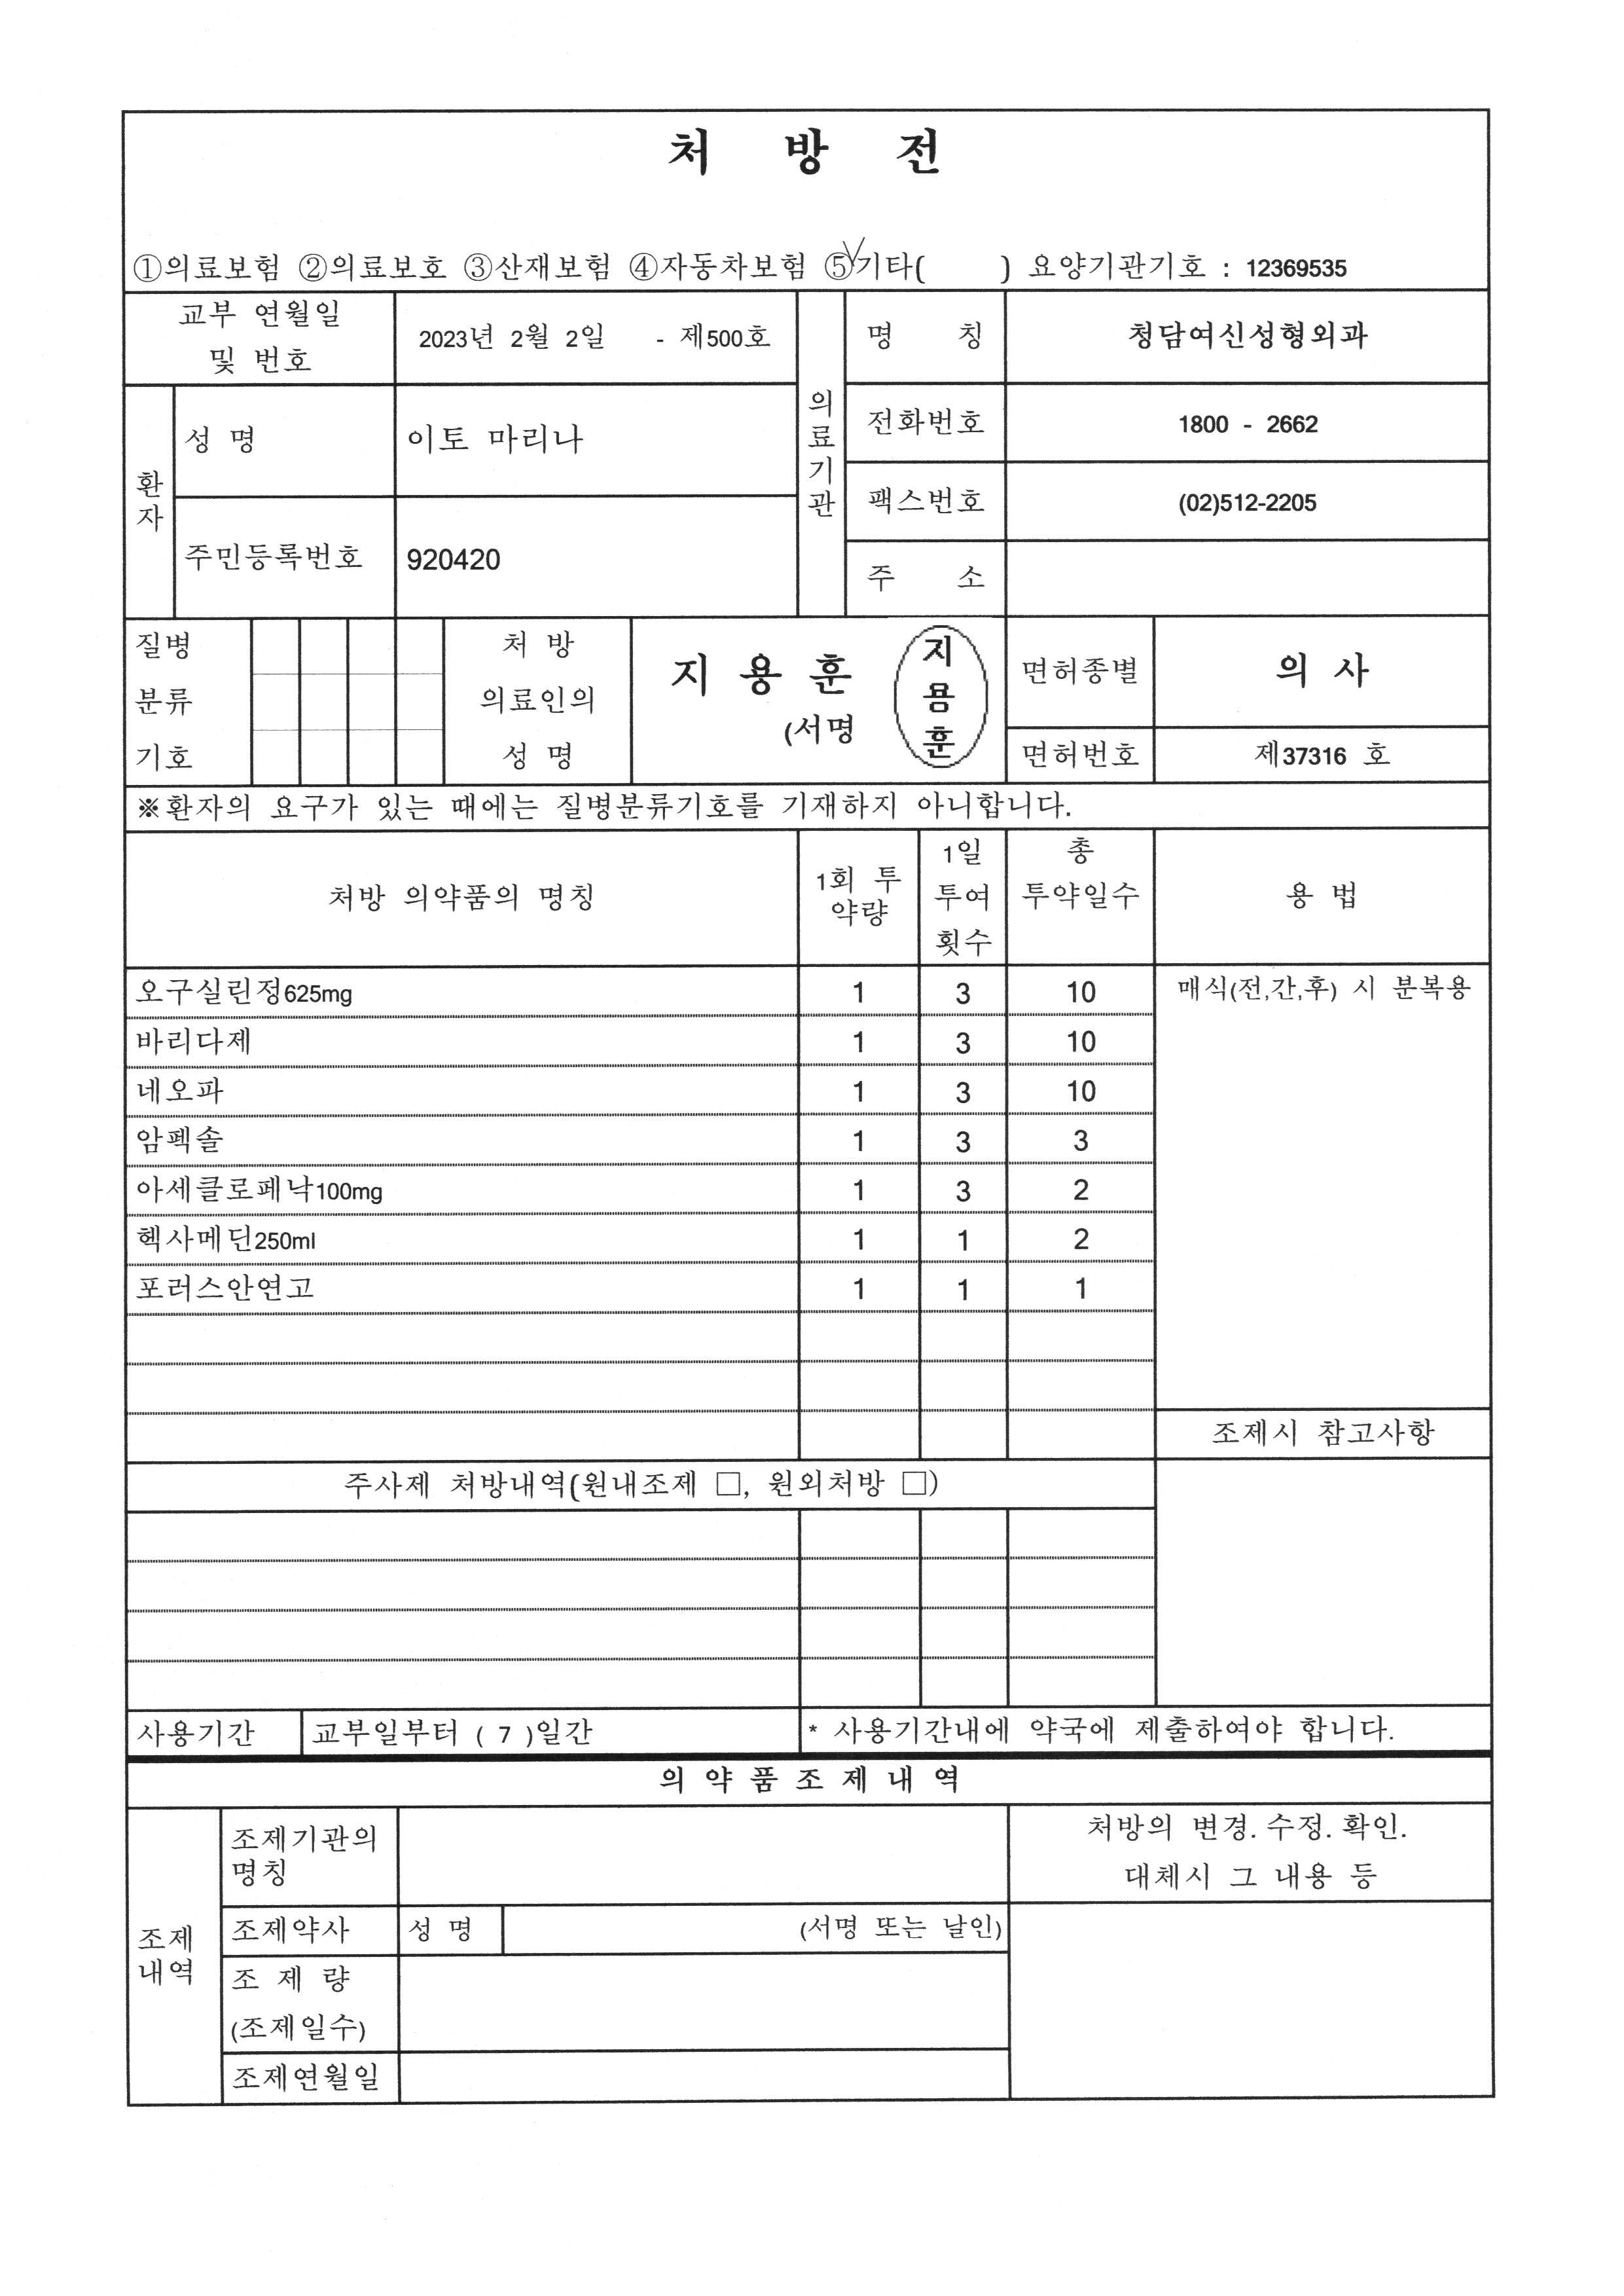 처 방 전
①의료보험 ②의료보호 ③산재보험 ④자동차보험 ⑤기타( ) 요양기관기호 : 12369535
교부 연월일
및 번호
2023년 2월 2일 - 제500호
의료기관
명 칭
청담여신성형외과
전화번호
1800 - 2662
팩스번호
(02)512-2205
주 소
환자
성 명
이토 마리나
주민등록번호
920420
질병
분류
기호
처 방
의료인의
성 명
지 용 훈
(서명
지용훈
면허종별
의 사
면허번호
제37316 호
※환자의 요구가 있는 때에는 질병분류기호를 기재하지 아니합니다.
처방 의약품의 명칭
1회 투
약량
1일
투여
횟수
총
투약일수
용 법
오구실린정625mg 1 3 10 매식(전,간,후) 시 분복용
바리다제 1 3 10
네오파 1 3 10
암펙솔 1 3 3
아세클로페낙100mg 1 3 2
헥사메딘250ml 1 1 2
포러스안연고 1 1 1
조제시 참고사항
주사제 처방내역(원내조제 □, 원외처방 □)
사용기간 교부일부터 ( 7 )일간 * 사용기간내에 약국에 제출하여야 합니다.
의 약 품 조 제 내 역
조제
내역
조제기관의
명칭
처방의 변경. 수정. 확인.
대체시 그 내용 등
조제약사 성 명 (서명 또는 날인)
조 제 량
(조제일수)
조제연월일